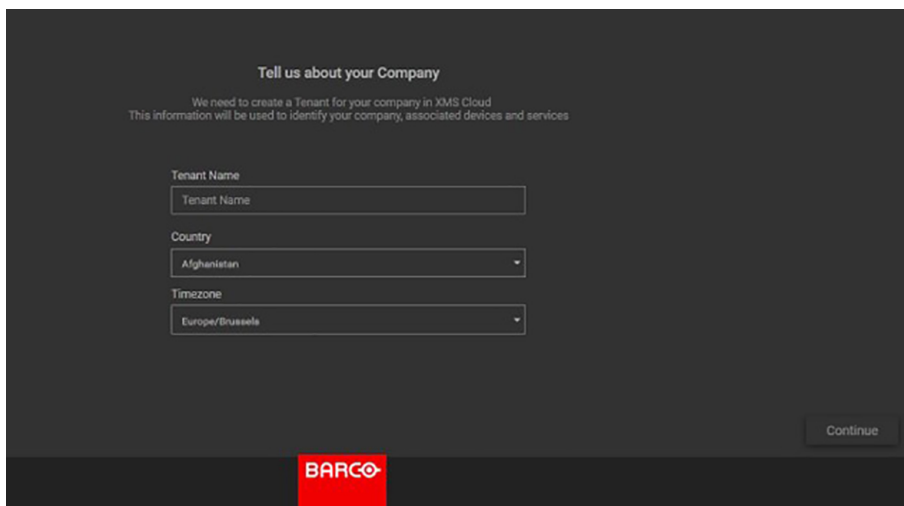 Tell us about your Company
We need to create a Tenant for your company in XMS Cloud
This information will be used to identify your company, associated devices and services
Tenant Name
Tenant Name
Country
Afghanistan
Timezone
Europe/Brussels
Continue
BARCO